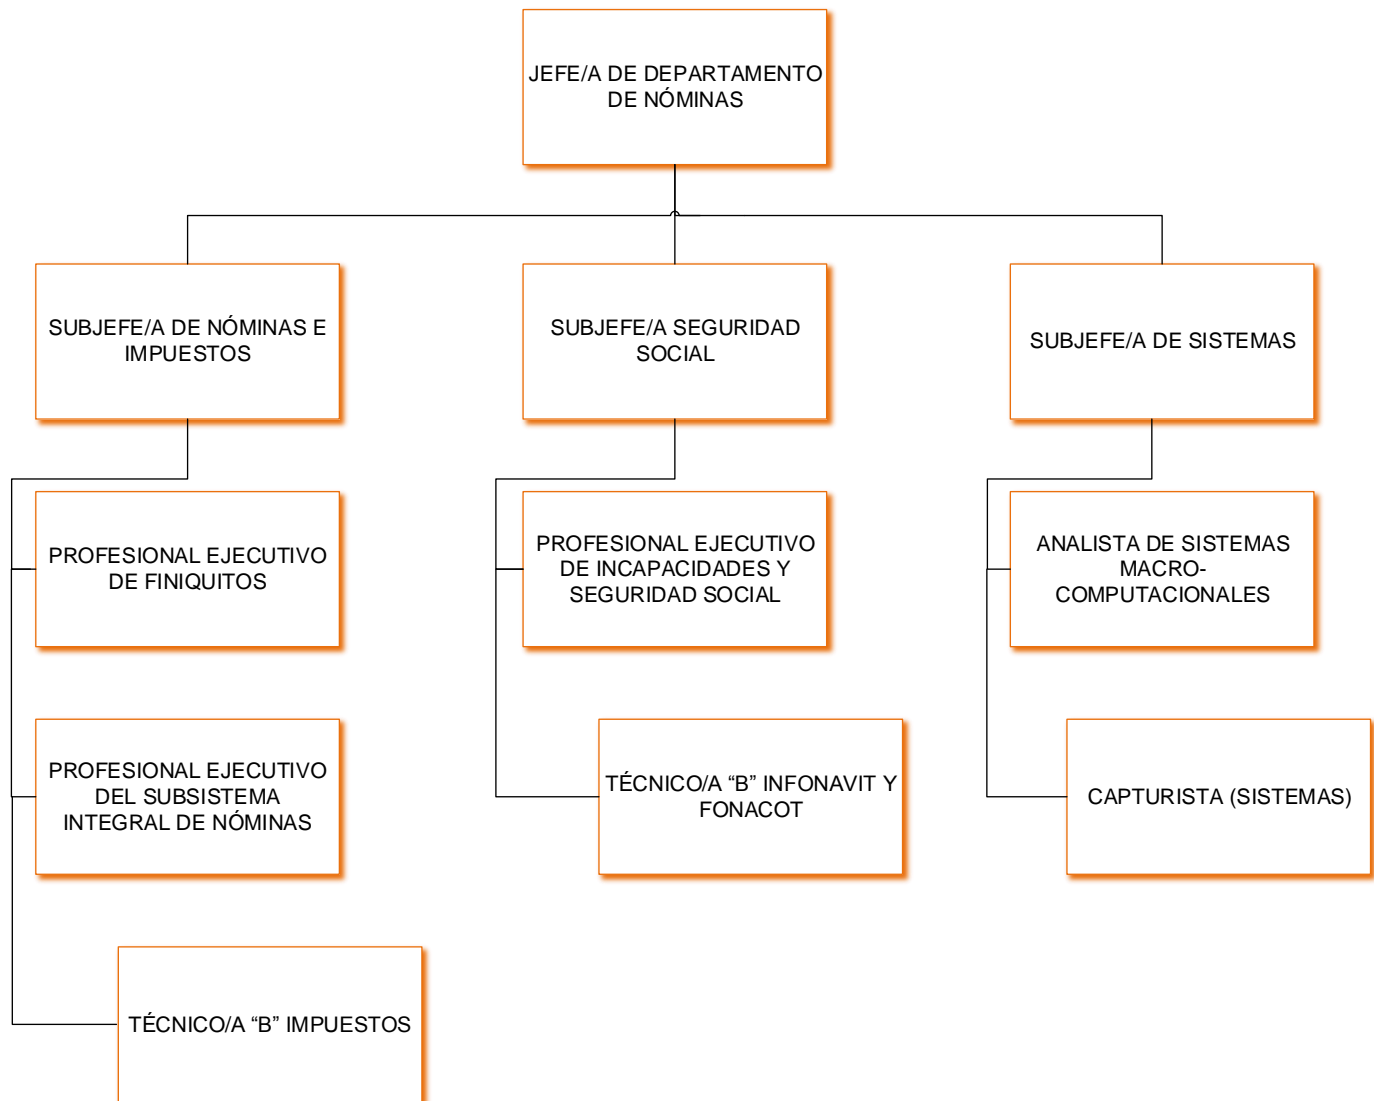 JEFE/A DE DEPARTAMENTO
DE NÓMINAS
SUBJEFE/A DE NÓMINAS E
IMPUESTOS
SUBJEFE/A SEGURIDAD
SOCIAL
SUBJEFE/A DE SISTEMAS
PROFESIONAL EJECUTIVO
DE FINIQUITOS
PROFESIONAL EJECUTIVO
DE INCAPACIDADES Y
SEGURIDAD SOCIAL
ANALISTA DE SISTEMAS
MACRO-
COMPUTACIONALES
PROFESIONAL EJECUTIVO
DEL SUBSISTEMA
INTEGRAL DE NÓMINAS
TÉCNICO/A “B” INFONAVIT Y
FONACOT
CAPTURISTA (SISTEMAS)
TÉCNICO/A “B” IMPUESTOS